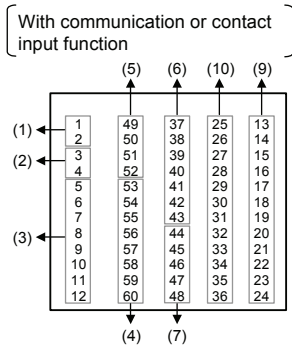 With communication or contact
input function
(5) (6) (10) (9)
(1)
(2)
(3)
1 49 37 25 13
2 50 38 26 14
3 51 39 27 15
4 52 40 28 16
5 53 41 29 17
6 54 42 30 18
7 55 43 31 19
8 56 44 32 20
9 57 45 33 21
10 58 46 34 22
11 59 47 35 23
12 60 48 36 24
(4) (7)